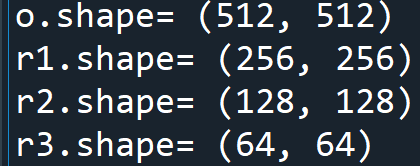 o.shape= (512, 512)
r1.shape= (256, 256)
r2.shape= (128, 128)
r3.shape= (64, 64)